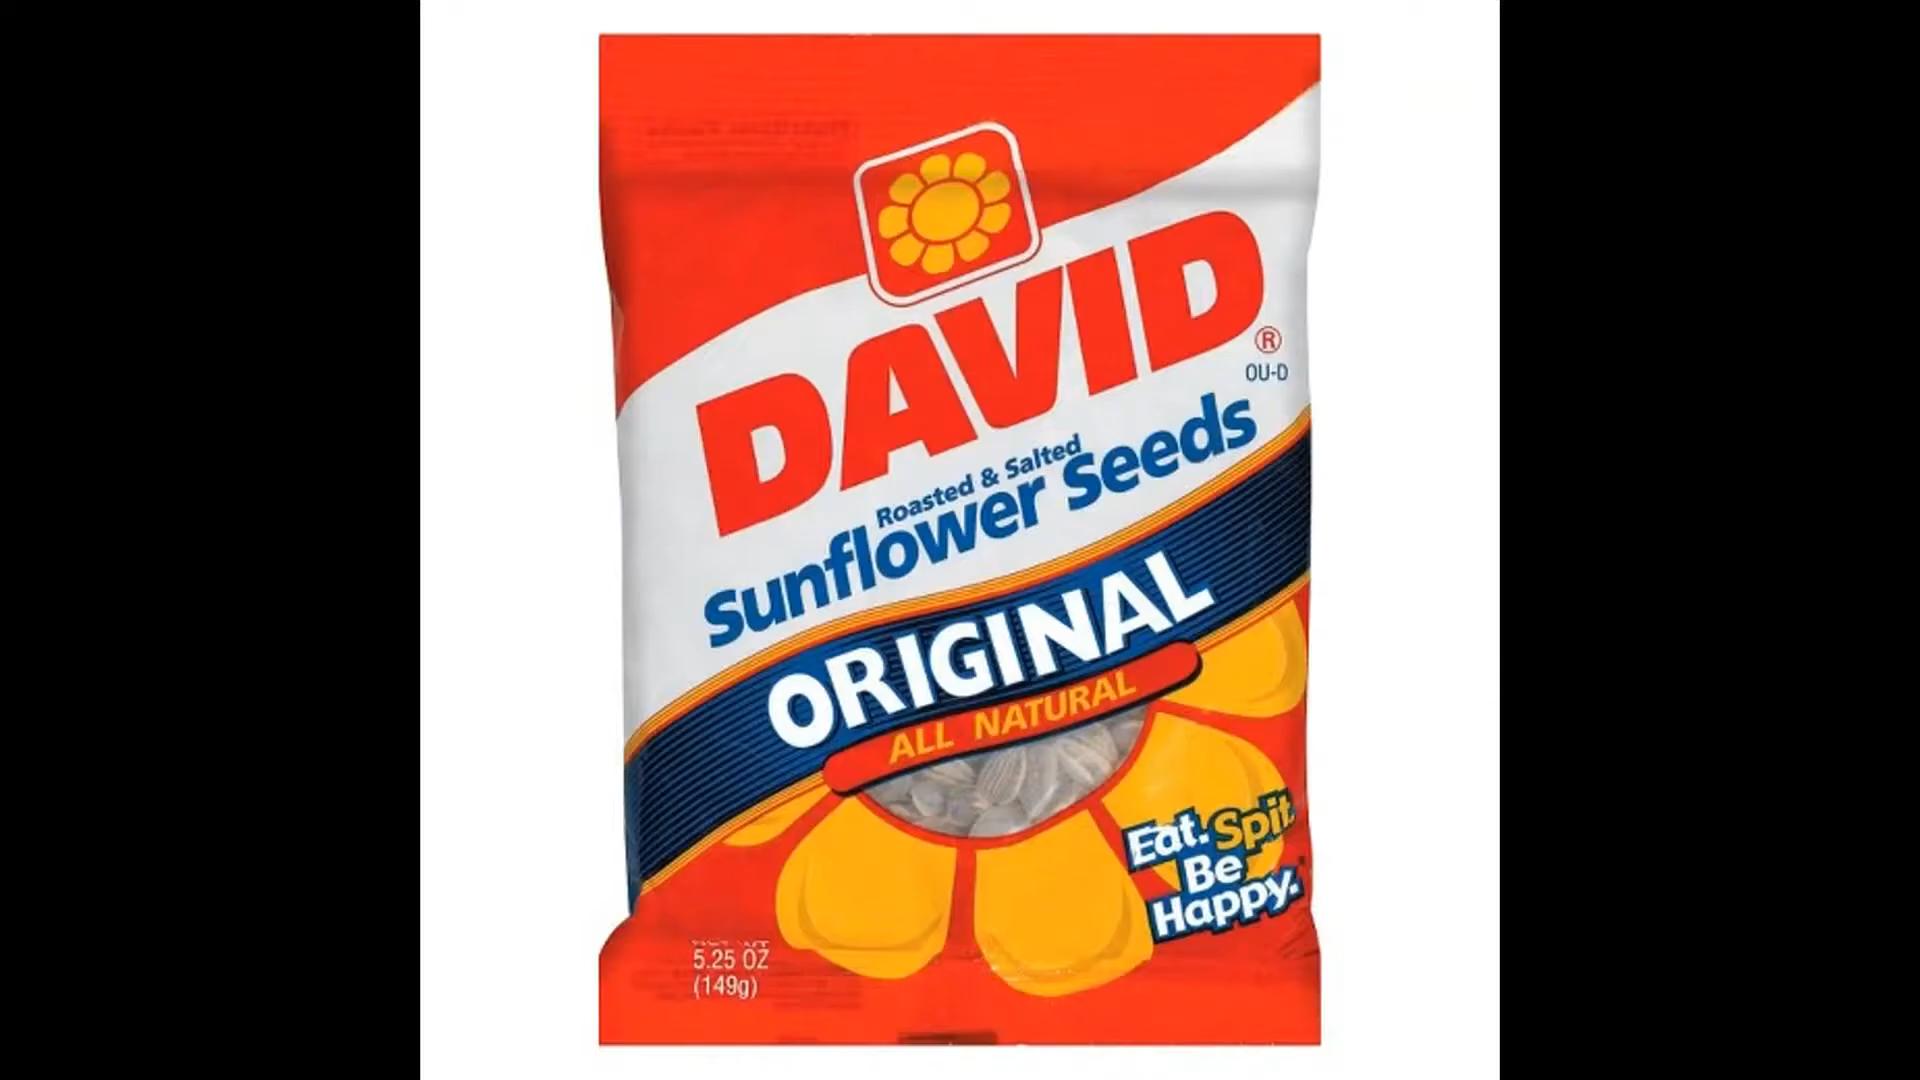 DAVID
®
OU-D
Roasted & Salted
Sunflower Seeds
ORIGINAL
ALL NATURAL
Eat. Spit.
Be
Happy.
5.25 OZ
(149g)